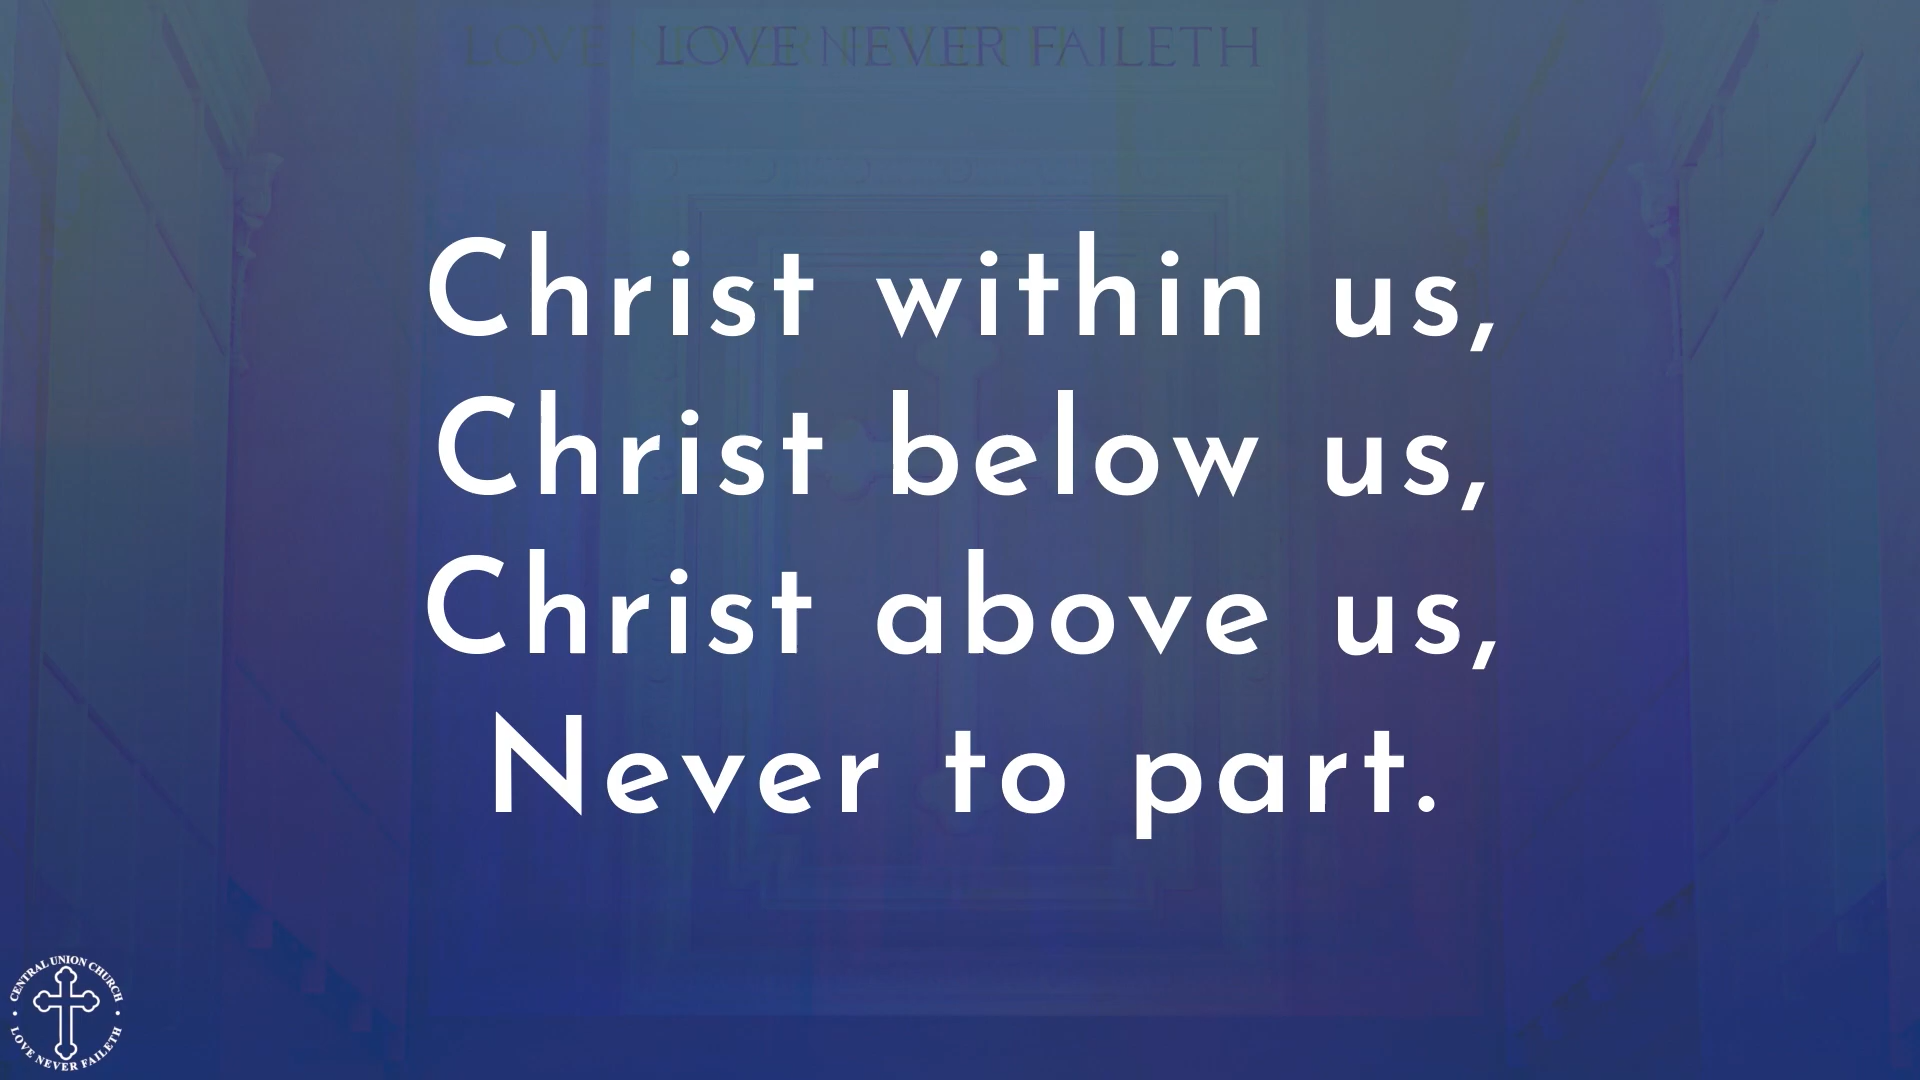 LOVE LOVE NEVER FAILETH
Christ within us,
Christ below us,
Christ above us,
Never to part.
CENTRAL UNION CHURCH
LOVE NEVER FAILETH